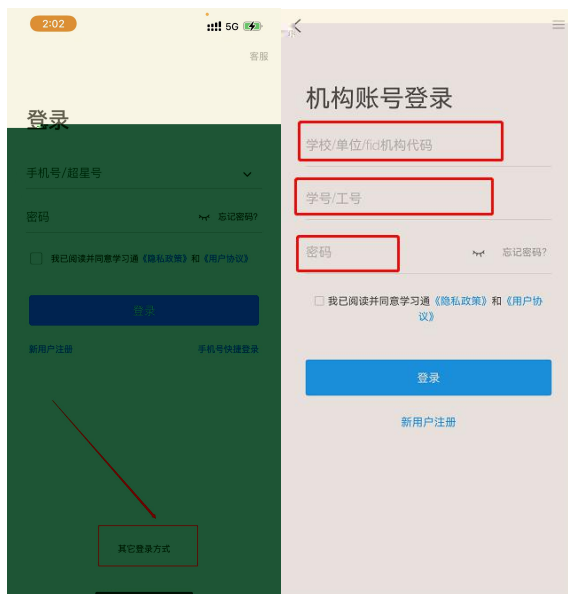 2:02
5G
客服
登录
手机号/超星号
密码
忘记密码?
我已阅读并同意学习通《隐私政策》和《用户协议》
登录
新用户注册
手机号快捷登录
其它登录方式
机构账号登录
学校/单位/fid机构代码
学号/工号
密码
忘记密码?
我已阅读并同意学习通《隐私政策》和《用户协
议》
登录
新用户注册